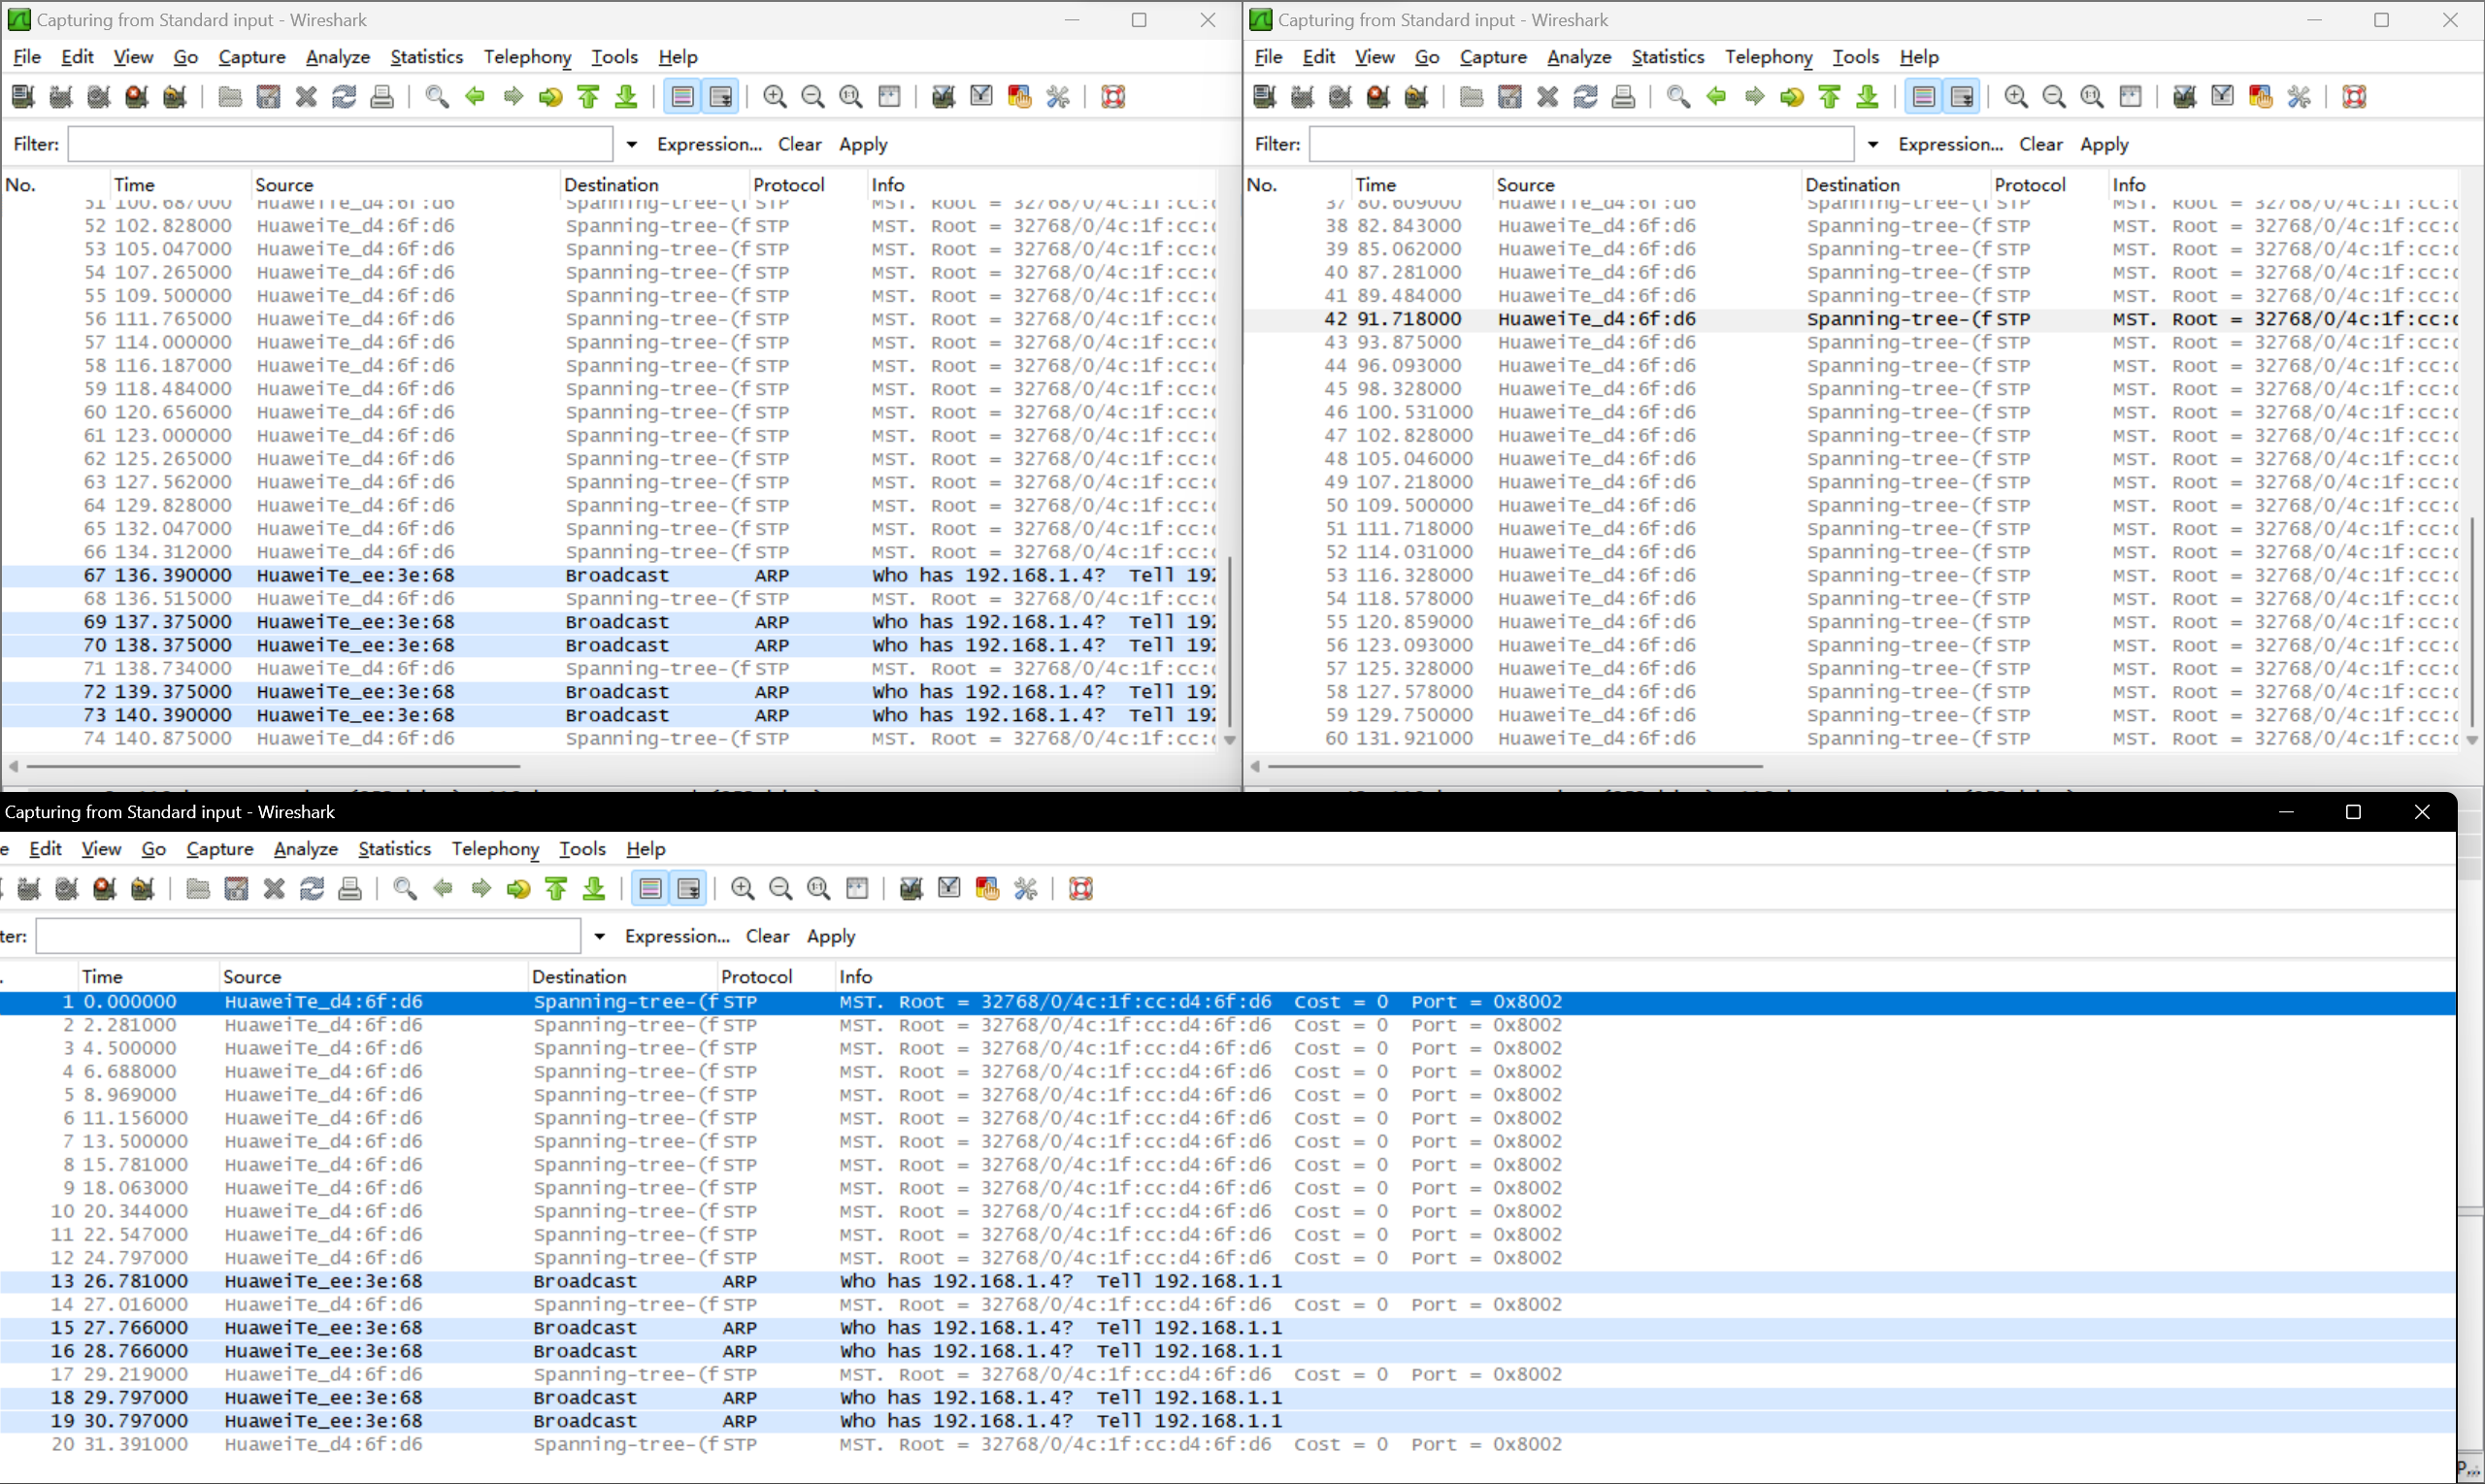 Capturing from Standard input - Wireshark
File Edit View Go Capture Analyze Statistics Telephony Tools Help
Filter: Expression... Clear Apply
No. Time Source Destination Protocol Info
51 100.687000 HuaweiTe_d4:6f:d6 Spanning-tree-(f STP MST. Root = 32768/0/4c:1f:cc:
52 102.828000 HuaweiTe_d4:6f:d6 Spanning-tree-(f STP MST. Root = 32768/0/4c:1f:cc:
53 105.047000 HuaweiTe_d4:6f:d6 Spanning-tree-(f STP MST. Root = 32768/0/4c:1f:cc:
54 107.265000 HuaweiTe_d4:6f:d6 Spanning-tree-(f STP MST. Root = 32768/0/4c:1f:cc:
55 109.500000 HuaweiTe_d4:6f:d6 Spanning-tree-(f STP MST. Root = 32768/0/4c:1f:cc:
56 111.765000 HuaweiTe_d4:6f:d6 Spanning-tree-(f STP MST. Root = 32768/0/4c:1f:cc:
57 114.000000 HuaweiTe_d4:6f:d6 Spanning-tree-(f STP MST. Root = 32768/0/4c:1f:cc:
58 116.187000 HuaweiTe_d4:6f:d6 Spanning-tree-(f STP MST. Root = 32768/0/4c:1f:cc:
59 118.484000 HuaweiTe_d4:6f:d6 Spanning-tree-(f STP MST. Root = 32768/0/4c:1f:cc:
60 120.656000 HuaweiTe_d4:6f:d6 Spanning-tree-(f STP MST. Root = 32768/0/4c:1f:cc:
61 123.000000 HuaweiTe_d4:6f:d6 Spanning-tree-(f STP MST. Root = 32768/0/4c:1f:cc:
62 125.265000 HuaweiTe_d4:6f:d6 Spanning-tree-(f STP MST. Root = 32768/0/4c:1f:cc:
63 127.562000 HuaweiTe_d4:6f:d6 Spanning-tree-(f STP MST. Root = 32768/0/4c:1f:cc:
64 129.828000 HuaweiTe_d4:6f:d6 Spanning-tree-(f STP MST. Root = 32768/0/4c:1f:cc:
65 132.047000 HuaweiTe_d4:6f:d6 Spanning-tree-(f STP MST. Root = 32768/0/4c:1f:cc:
66 134.312000 HuaweiTe_d4:6f:d6 Spanning-tree-(f STP MST. Root = 32768/0/4c:1f:cc:
67 136.390000 HuaweiTe_ee:3e:68 Broadcast ARP Who has 192.168.1.4? Tell 192
68 136.515000 HuaweiTe_d4:6f:d6 Spanning-tree-(f STP MST. Root = 32768/0/4c:1f:cc:
69 137.375000 HuaweiTe_ee:3e:68 Broadcast ARP Who has 192.168.1.4? Tell 192
70 138.375000 HuaweiTe_ee:3e:68 Broadcast ARP Who has 192.168.1.4? Tell 192
71 138.734000 HuaweiTe_d4:6f:d6 Spanning-tree-(f STP MST. Root = 32768/0/4c:1f:cc:
72 139.375000 HuaweiTe_ee:3e:68 Broadcast ARP Who has 192.168.1.4? Tell 192
73 140.390000 HuaweiTe_ee:3e:68 Broadcast ARP Who has 192.168.1.4? Tell 192
74 140.875000 HuaweiTe_d4:6f:d6 Spanning-tree-(f STP MST. Root = 32768/0/4c:1f:cc:
Capturing from Standard input - Wireshark
File Edit View Go Capture Analyze Statistics Telephony Tools Help
Filter: Expression... Clear Apply
No. Time Source Destination Protocol Info
37 80.609000 HuaweiTe_d4:6f:d6 Spanning-tree-(f STP MST. Root = 32768/0/4c:1f:cc:
38 82.843000 HuaweiTe_d4:6f:d6 Spanning-tree-(f STP MST. Root = 32768/0/4c:1f:cc:
39 85.062000 HuaweiTe_d4:6f:d6 Spanning-tree-(f STP MST. Root = 32768/0/4c:1f:cc:
40 87.281000 HuaweiTe_d4:6f:d6 Spanning-tree-(f STP MST. Root = 32768/0/4c:1f:cc:
41 89.484000 HuaweiTe_d4:6f:d6 Spanning-tree-(f STP MST. Root = 32768/0/4c:1f:cc:
42 91.718000 HuaweiTe_d4:6f:d6 Spanning-tree-(f STP MST. Root = 32768/0/4c:1f:cc:
43 93.875000 HuaweiTe_d4:6f:d6 Spanning-tree-(f STP MST. Root = 32768/0/4c:1f:cc:
44 96.093000 HuaweiTe_d4:6f:d6 Spanning-tree-(f STP MST. Root = 32768/0/4c:1f:cc:
45 98.328000 HuaweiTe_d4:6f:d6 Spanning-tree-(f STP MST. Root = 32768/0/4c:1f:cc:
46 100.531000 HuaweiTe_d4:6f:d6 Spanning-tree-(f STP MST. Root = 32768/0/4c:1f:cc:
47 102.828000 HuaweiTe_d4:6f:d6 Spanning-tree-(f STP MST. Root = 32768/0/4c:1f:cc:
48 105.046000 HuaweiTe_d4:6f:d6 Spanning-tree-(f STP MST. Root = 32768/0/4c:1f:cc:
49 107.218000 HuaweiTe_d4:6f:d6 Spanning-tree-(f STP MST. Root = 32768/0/4c:1f:cc:
50 109.500000 HuaweiTe_d4:6f:d6 Spanning-tree-(f STP MST. Root = 32768/0/4c:1f:cc:
51 111.718000 HuaweiTe_d4:6f:d6 Spanning-tree-(f STP MST. Root = 32768/0/4c:1f:cc:
52 114.031000 HuaweiTe_d4:6f:d6 Spanning-tree-(f STP MST. Root = 32768/0/4c:1f:cc:
53 116.328000 HuaweiTe_d4:6f:d6 Spanning-tree-(f STP MST. Root = 32768/0/4c:1f:cc:
54 118.578000 HuaweiTe_d4:6f:d6 Spanning-tree-(f STP MST. Root = 32768/0/4c:1f:cc:
55 120.859000 HuaweiTe_d4:6f:d6 Spanning-tree-(f STP MST. Root = 32768/0/4c:1f:cc:
56 123.093000 HuaweiTe_d4:6f:d6 Spanning-tree-(f STP MST. Root = 32768/0/4c:1f:cc:
57 125.328000 HuaweiTe_d4:6f:d6 Spanning-tree-(f STP MST. Root = 32768/0/4c:1f:cc:
58 127.578000 HuaweiTe_d4:6f:d6 Spanning-tree-(f STP MST. Root = 32768/0/4c:1f:cc:
59 129.750000 HuaweiTe_d4:6f:d6 Spanning-tree-(f STP MST. Root = 32768/0/4c:1f:cc:
60 131.921000 HuaweiTe_d4:6f:d6 Spanning-tree-(f STP MST. Root = 32768/0/4c:1f:cc:
Capturing from Standard input - Wireshark
e Edit View Go Capture Analyze Statistics Telephony Tools Help
ter: Expression... Clear Apply
. Time Source Destination Protocol Info
1 0.000000 HuaweiTe_d4:6f:d6 Spanning-tree-(f STP MST. Root = 32768/0/4c:1f:cc:d4:6f:d6 Cost = 0 Port = 0x8002
2 2.281000 HuaweiTe_d4:6f:d6 Spanning-tree-(f STP MST. Root = 32768/0/4c:1f:cc:d4:6f:d6 Cost = 0 Port = 0x8002
3 4.500000 HuaweiTe_d4:6f:d6 Spanning-tree-(f STP MST. Root = 32768/0/4c:1f:cc:d4:6f:d6 Cost = 0 Port = 0x8002
4 6.688000 HuaweiTe_d4:6f:d6 Spanning-tree-(f STP MST. Root = 32768/0/4c:1f:cc:d4:6f:d6 Cost = 0 Port = 0x8002
5 8.969000 HuaweiTe_d4:6f:d6 Spanning-tree-(f STP MST. Root = 32768/0/4c:1f:cc:d4:6f:d6 Cost = 0 Port = 0x8002
6 11.156000 HuaweiTe_d4:6f:d6 Spanning-tree-(f STP MST. Root = 32768/0/4c:1f:cc:d4:6f:d6 Cost = 0 Port = 0x8002
7 13.500000 HuaweiTe_d4:6f:d6 Spanning-tree-(f STP MST. Root = 32768/0/4c:1f:cc:d4:6f:d6 Cost = 0 Port = 0x8002
8 15.781000 HuaweiTe_d4:6f:d6 Spanning-tree-(f STP MST. Root = 32768/0/4c:1f:cc:d4:6f:d6 Cost = 0 Port = 0x8002
9 18.063000 HuaweiTe_d4:6f:d6 Spanning-tree-(f STP MST. Root = 32768/0/4c:1f:cc:d4:6f:d6 Cost = 0 Port = 0x8002
10 20.344000 HuaweiTe_d4:6f:d6 Spanning-tree-(f STP MST. Root = 32768/0/4c:1f:cc:d4:6f:d6 Cost = 0 Port = 0x8002
11 22.547000 HuaweiTe_d4:6f:d6 Spanning-tree-(f STP MST. Root = 32768/0/4c:1f:cc:d4:6f:d6 Cost = 0 Port = 0x8002
12 24.797000 HuaweiTe_d4:6f:d6 Spanning-tree-(f STP MST. Root = 32768/0/4c:1f:cc:d4:6f:d6 Cost = 0 Port = 0x8002
13 26.781000 HuaweiTe_ee:3e:68 Broadcast ARP Who has 192.168.1.4? Tell 192.168.1.1
14 27.016000 HuaweiTe_d4:6f:d6 Spanning-tree-(f STP MST. Root = 32768/0/4c:1f:cc:d4:6f:d6 Cost = 0 Port = 0x8002
15 27.766000 HuaweiTe_ee:3e:68 Broadcast ARP Who has 192.168.1.4? Tell 192.168.1.1
16 28.766000 HuaweiTe_ee:3e:68 Broadcast ARP Who has 192.168.1.4? Tell 192.168.1.1
17 29.219000 HuaweiTe_d4:6f:d6 Spanning-tree-(f STP MST. Root = 32768/0/4c:1f:cc:d4:6f:d6 Cost = 0 Port = 0x8002
18 29.797000 HuaweiTe_ee:3e:68 Broadcast ARP Who has 192.168.1.4? Tell 192.168.1.1
19 30.797000 HuaweiTe_ee:3e:68 Broadcast ARP Who has 192.168.1.4? Tell 192.168.1.1
20 31.391000 HuaweiTe_d4:6f:d6 Spanning-tree-(f STP MST. Root = 32768/0/4c:1f:cc:d4:6f:d6 Cost = 0 Port = 0x8002